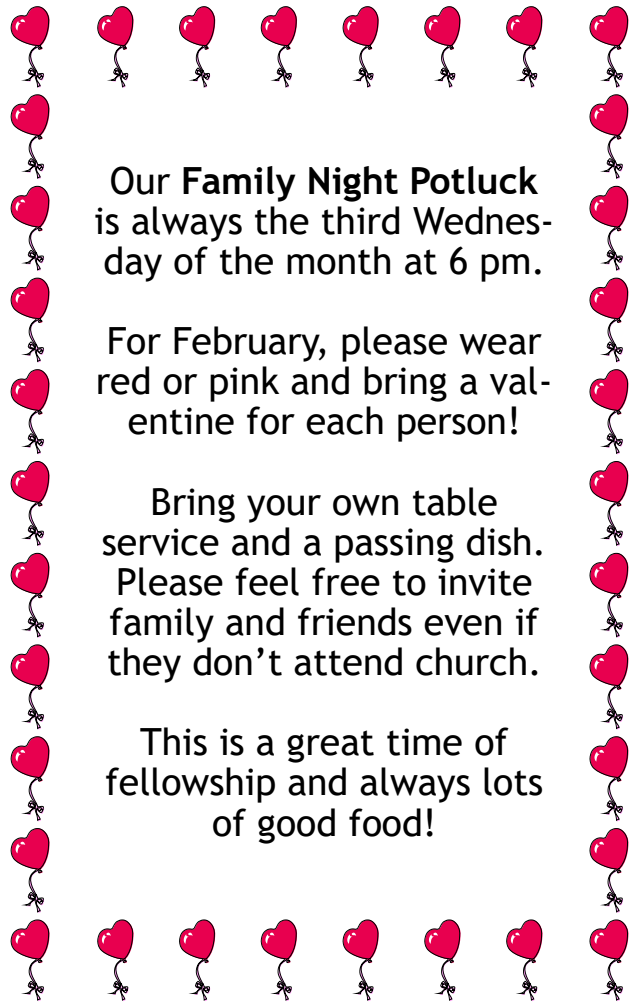 Our Family Night Potluck
is always the third Wednes-
day of the month at 6 pm.
For February, please wear
red or pink and bring a val-
entine for each person!
Bring your own table
service and a passing dish.
Please feel free to invite
family and friends even if
they don’t attend church.
This is a great time of
fellowship and always lots
of good food!